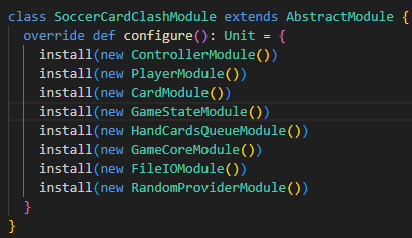 class SoccerCardClashModule extends AbstractModule {
  override def configure(): Unit = {
    install(new ControllerModule())
    install(new PlayerModule())
    install(new CardModule())
    install(new GameStateModule())
    install(new HandCardsQueueModule())
    install(new GameCoreModule())
    install(new FileIOModule())
    install(new RandomProviderModule())
  }
}